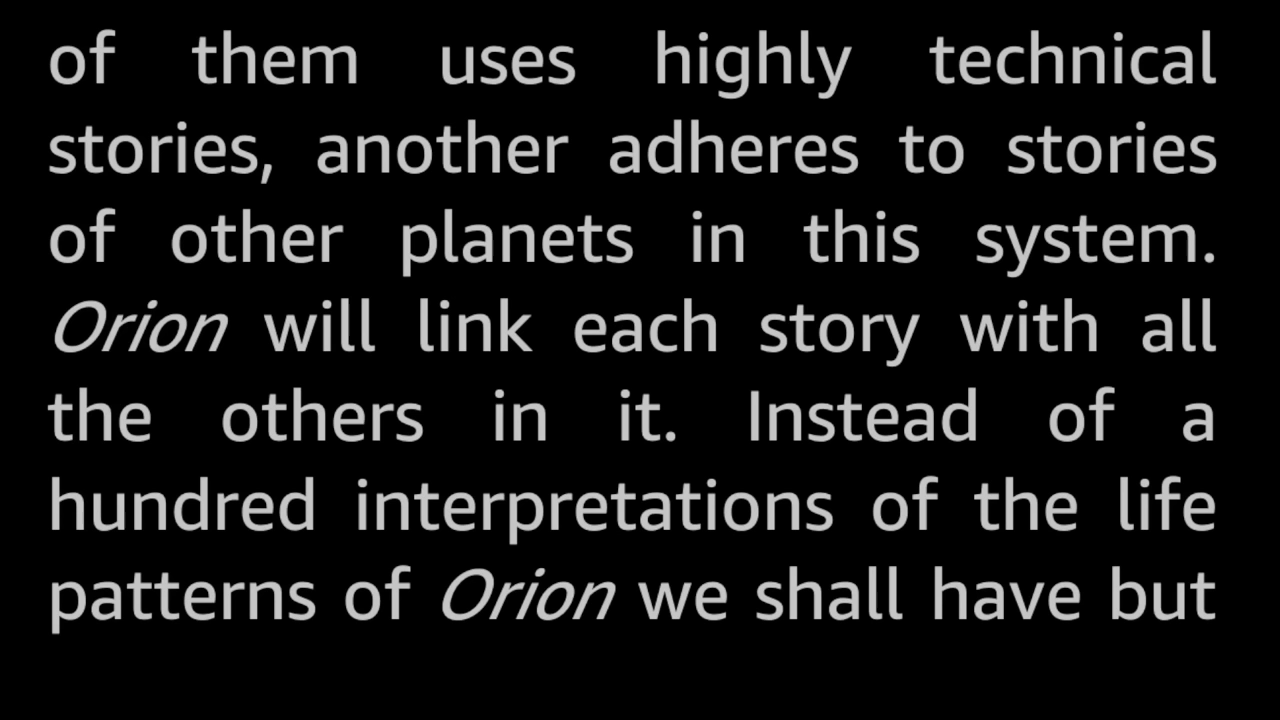 of them uses highly technical
stories, another adheres to stories
of other planets in this system.
Orion will link each story with all
the others in it. Instead of a
hundred interpretations of the life
patterns of Orion we shall have but